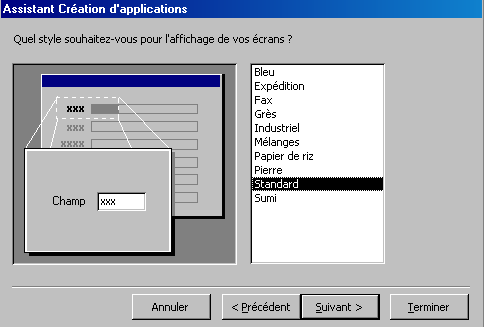 Assistant Création d'applications
Quel style souhaitez-vous pour l'affichage de vos écrans ?
xxx
xxx
xxxx
Champ xxx
Bleu
Expédition
Fax
Grès
Industriel
Mélanges
Papier de riz
Pierre
Standard
Sumi
Annuler < Précédent Suivant > Terminer